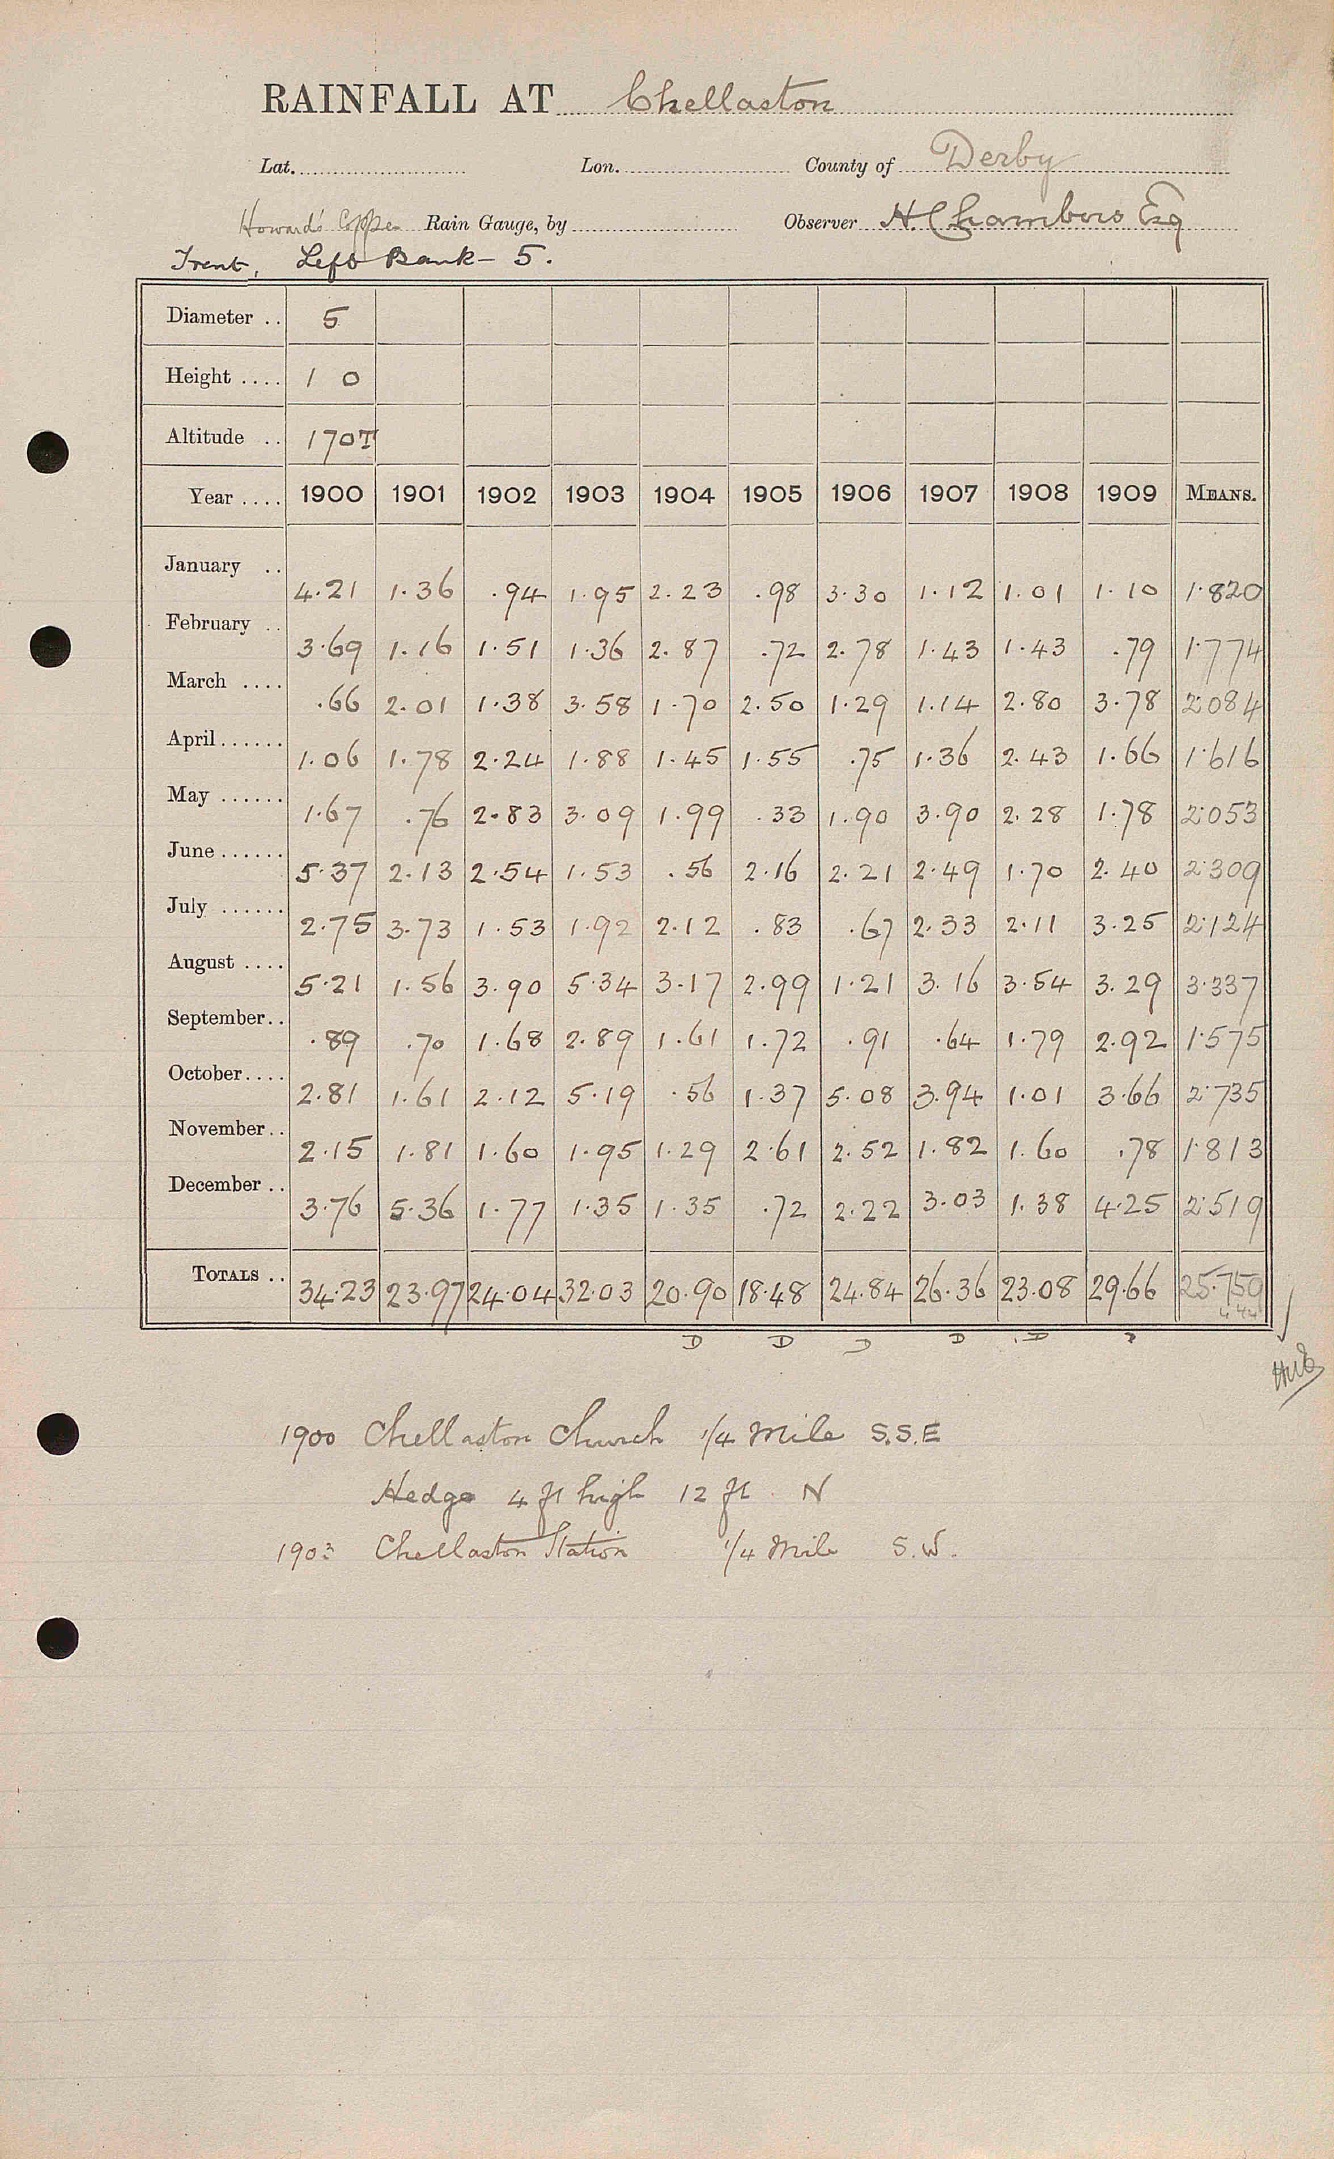 RAINFALL AT Chellaston
Lat. Lon. County of Derby
Howard's Copper Rain Gauge, by Observer H. Chambers Esq
Trent, Left Bank - 5.
Diameter .. 5
Height .... 1 0
Altitude .. 170T
Year .... 1900 1901 1902 1903 1904 1905 1906 1907 1908 1909 MEANS.
January .. 4.21 1.36 .94 1.95 2.23 .98 3.30 1.12 1.01 1.10 1.820
February .. 3.69 1.16 1.51 1.36 2.87 .72 2.78 1.43 1.43 .79 1.774
March .... .66 2.01 1.38 3.58 1.70 2.50 1.29 1.14 2.80 3.78 2.084
April...... 1.06 1.78 2.24 1.88 1.45 1.55 .75 1.36 2.43 1.66 1.616
May ...... 1.67 .76 2.83 3.09 1.99 .33 1.90 3.90 2.28 1.78 2.053
June...... 5.37 2.13 2.54 1.53 .56 2.16 2.21 2.49 1.70 2.40 2.309
July ...... 2.75 3.73 1.53 1.92 2.12 .83 .67 2.33 2.11 3.25 2.124
August .... 5.21 1.56 3.90 5.34 3.17 2.99 1.21 3.16 3.54 3.29 3.337
September.. .89 .70 1.68 2.89 1.61 1.72 .91 .64 1.79 2.92 1.575
October.... 2.81 1.61 2.12 5.19 .56 1.37 5.08 3.94 1.01 3.66 2.735
November.. 2.15 1.81 1.60 1.95 1.29 2.61 2.52 1.82 1.60 .78 1.813
December .. 3.76 5.36 1.77 1.35 1.35 .72 2.22 3.03 1.38 4.25 2.519
TOTALS .. 34.23 23.97 24.04 32.03 20.90 18.48 24.84 26.36 23.08 29.66 25.750
D D D D D
1900 Chellaston Church 1/4 Mile S.S.E
Hedge 4 ft high 12 ft N
1903 Chellaston Station 1/4 Mile S.W.